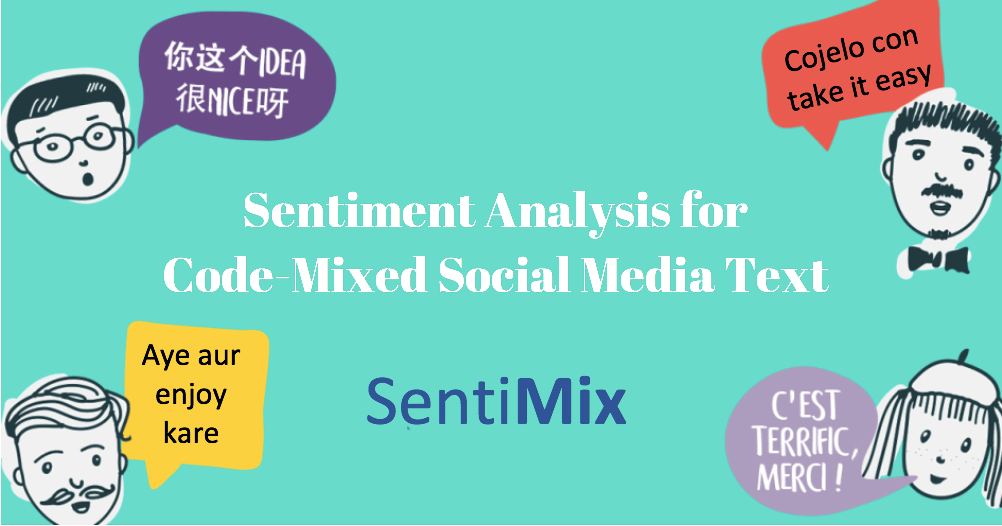 你这个IDEA
很NICE呀
Cojelo con
take it easy
Sentiment Analysis for
Code-Mixed Social Media Text
Aye aur
enjoy
kare
SentiMix
C'EST
TERRIFIC,
MERCI !